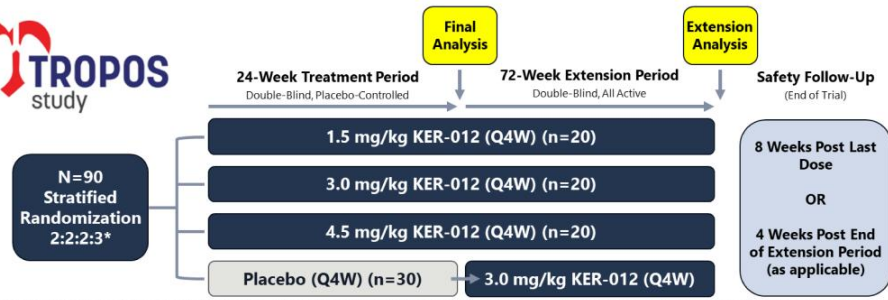 TROPOS
study
Final
Analysis
Extension
Analysis
24-Week Treatment Period
Double-Blind, Placebo-Controlled
72-Week Extension Period
Double-Blind, All Active
Safety Follow-Up
(End of Trial)
N=90
Stratified
Randomization
2:2:2:3*
1.5 mg/kg KER-012 (Q4W) (n=20)
3.0 mg/kg KER-012 (Q4W) (n=20)
4.5 mg/kg KER-012 (Q4W) (n=20)
Placebo (Q4W) (n=30)
3.0 mg/kg KER-012 (Q4W)
8 Weeks Post Last
Dose
OR
4 Weeks Post End
of Extension Period
(as applicable)